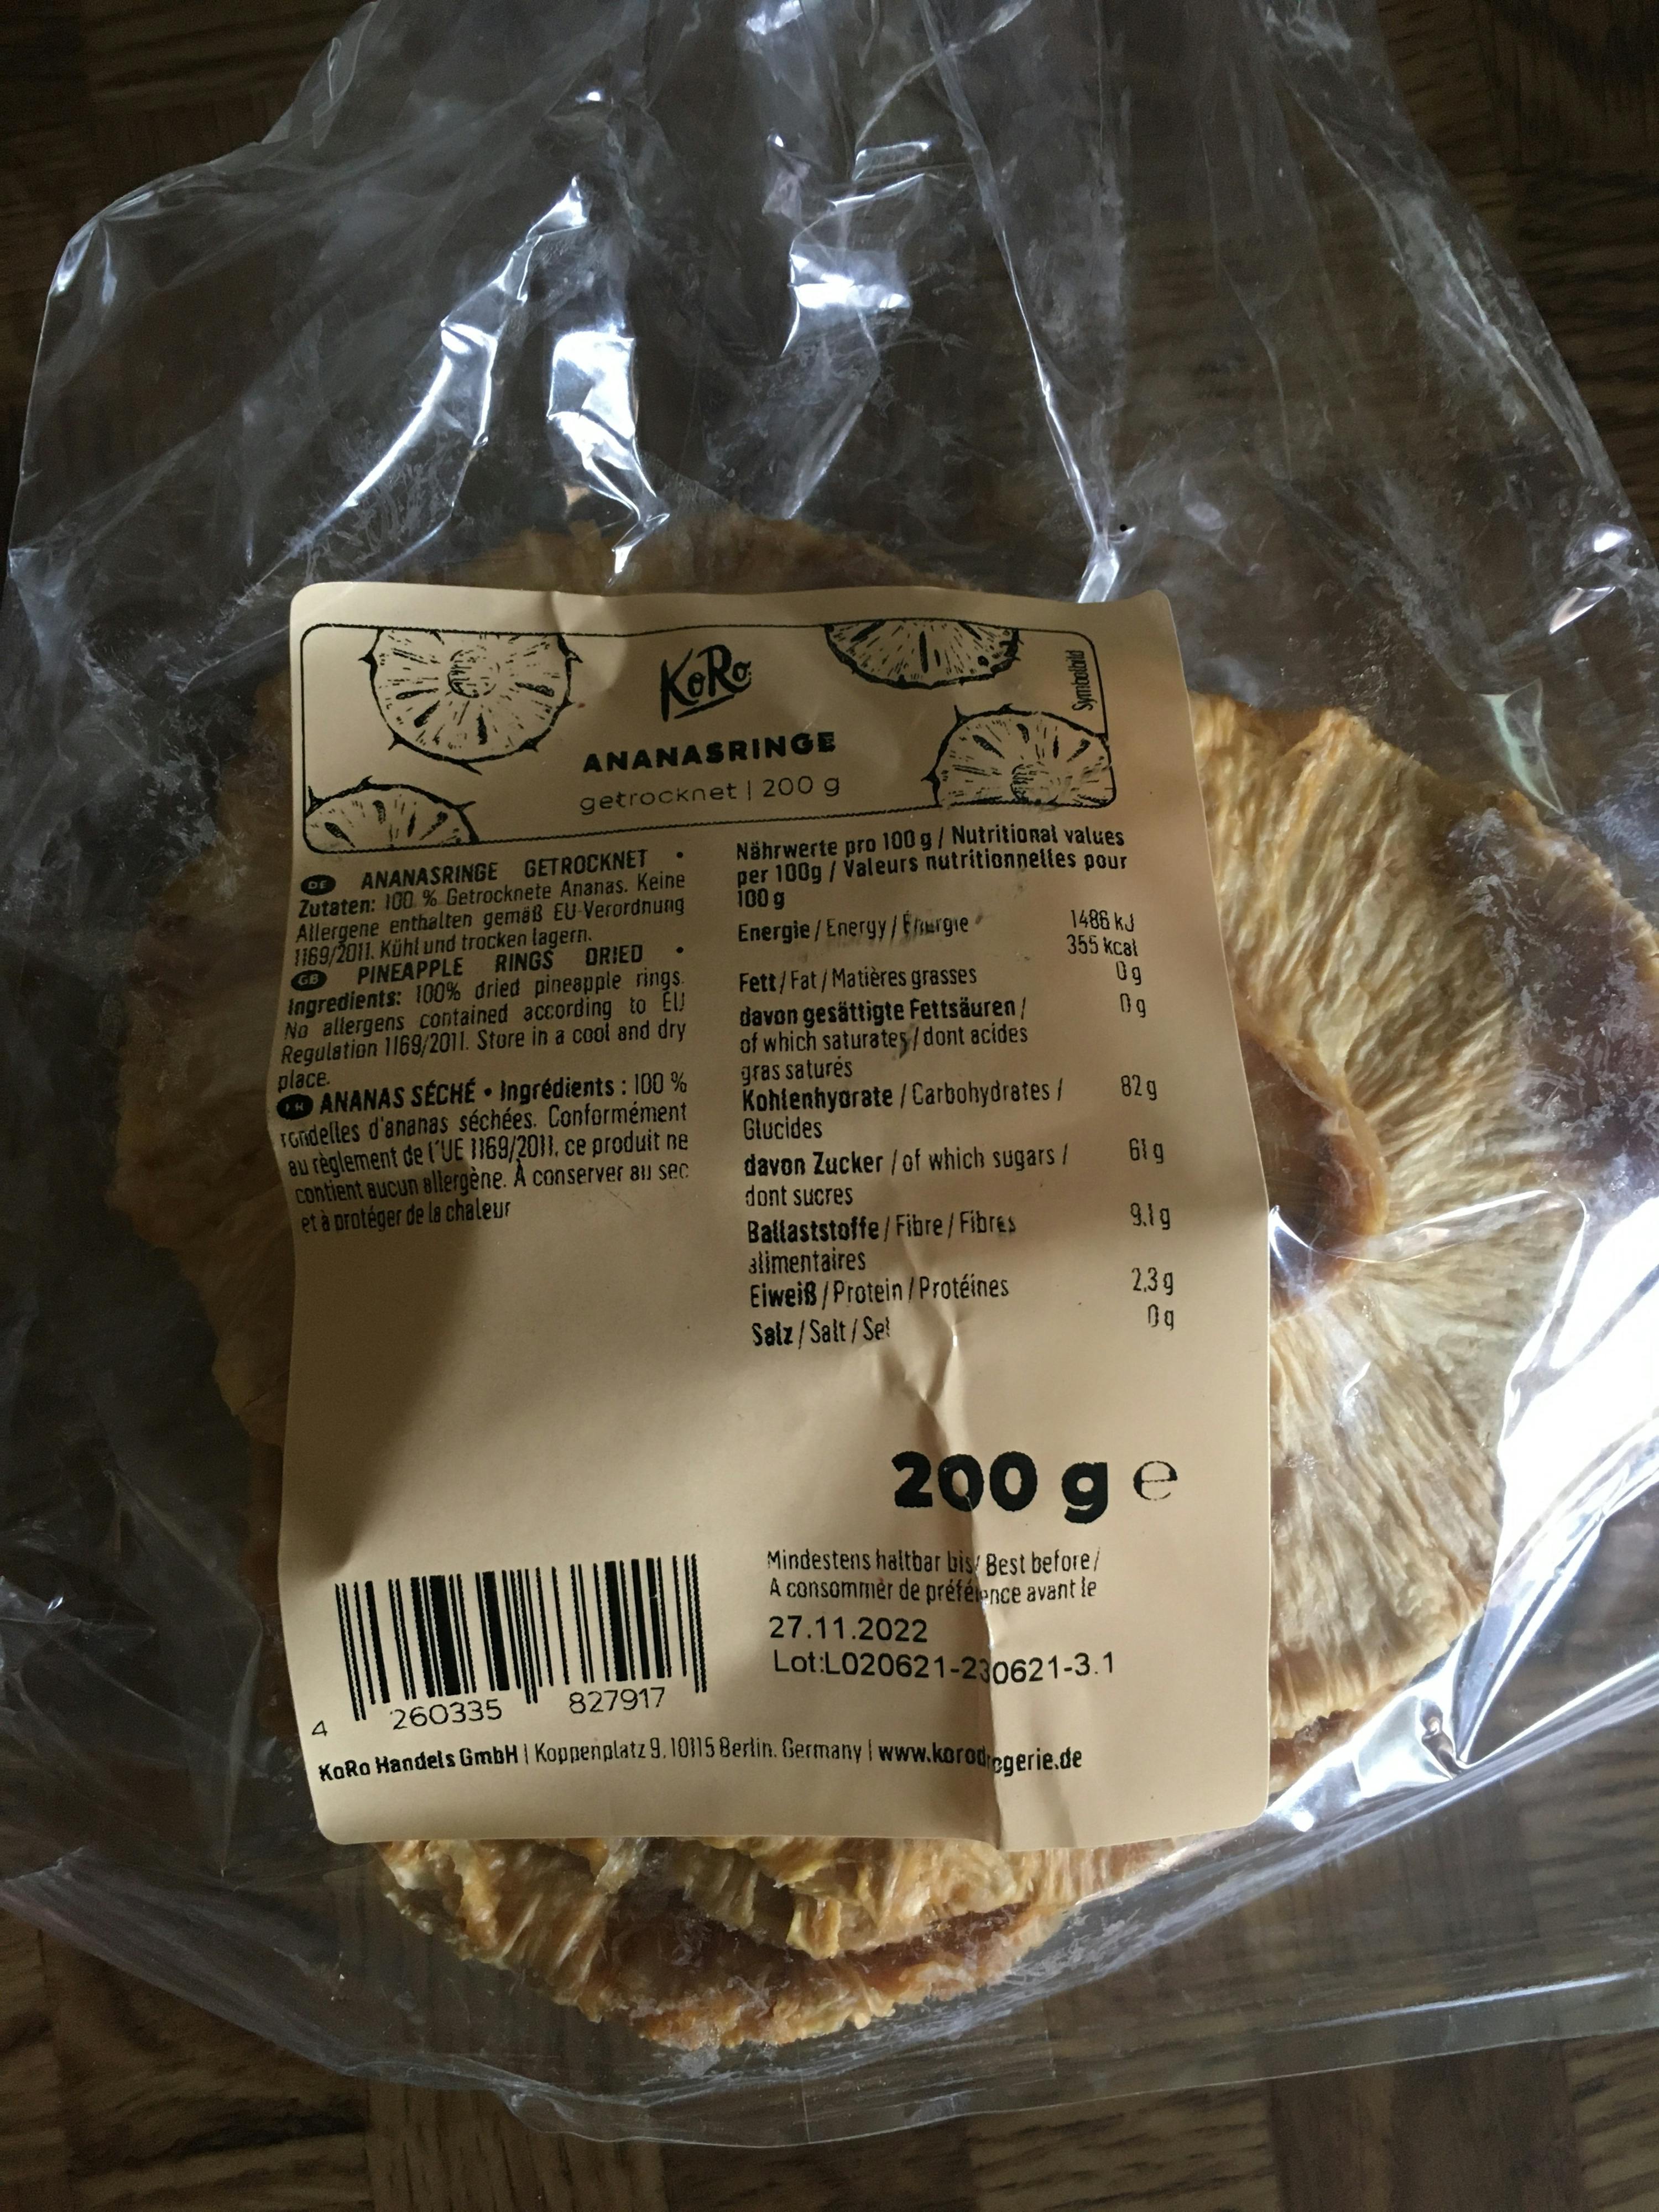 KoRo
Symbolbild
ANANASRINGE
getrocknet | 200 g
DE ANANASRINGE GETROCKNET •
Zutaten: 100 % Getrocknete Ananas. Keine
Allergene enthalten gemäß EU-Verordnung
1169/2011. Kühl und trocken lagern.
GB PINEAPPLE RINGS DRIED •
Ingredients: 100% dried pineapple rings.
No allergens contained according to EU
Regulation 1169/2011. Store in a cool and dry
place.
FR ANANAS SÉCHÉ • Ingrédients : 100 %
rondelles d'ananas séchées. Conformément
au règlement de l'UE 1169/2011, ce produit ne
contient aucun allergène. À conserver au sec
et à protéger de la chaleur
Nährwerte pro 100 g / Nutritional values
per 100g / Valeurs nutritionnelles pour
100 g
Energie / Energy / Énergie 1486 kJ
355 kcal
Fett / Fat / Matières grasses 0 g
davon gesättigte Fettsäuren / 0 g
of which saturates / dont acides
gras saturés
Kohlenhydrate / Carbohydrates / 82 g
Glucides
davon Zucker / of which sugars / 61 g
dont sucres
Ballaststoffe / Fibre / Fibres 9,1 g
alimentaires
Eiweiß / Protein / Protéines 2,3 g
Salz / Salt / Sel 0 g
200 g e
Mindestens haltbar bis/ Best before /
A consommer de préférence avant le
27.11.2022
Lot:L020621-230621-3.1
4 260335 827917
KoRo Handels GmbH | Koppenplatz 9, 10115 Berlin. Germany | www.korodrogerie.de